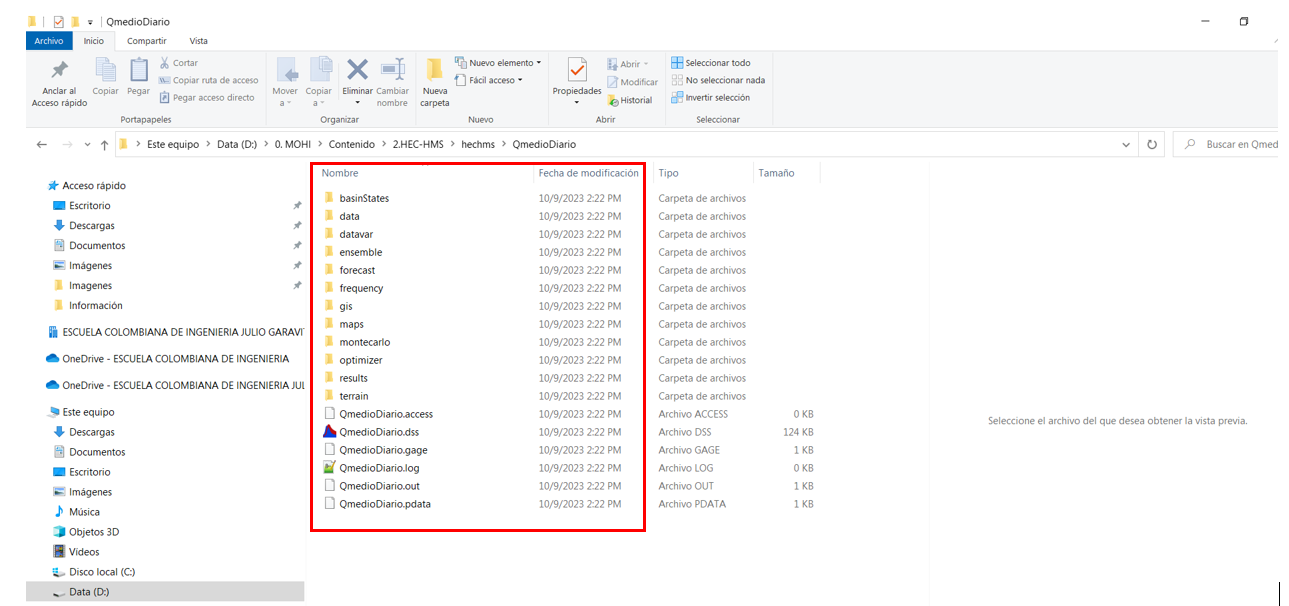 QmedioDiario
Archivo Inicio Compartir Vista
Anclar al Acceso rápido
Copiar
Pegar
Cortar
Copiar ruta de acceso
Pegar acceso directo
Portapapeles
Mover a
Copiar a
Eliminar
Cambiar nombre
Organizar
Nueva carpeta
Nuevo elemento
Fácil acceso
Nuevo
Propiedades
Abrir
Modificar
Historial
Abrir
Seleccionar todo
No seleccionar nada
Invertir selección
Seleccionar
Este equipo > Data (D:) > 0. MOHI > Contenido > 2.HEC-HMS > hechms > QmedioDiario
Buscar en Qmed
Acceso rápido
Escritorio
Descargas
Documentos
Imágenes
Imagenes
Información
ESCUELA COLOMBIANA DE INGENIERIA JULIO GARAVI
OneDrive - ESCUELA COLOMBIANA DE INGENIERIA
OneDrive - ESCUELA COLOMBIANA DE INGENIERIA JUL
Este equipo
Descargas
Documentos
Escritorio
Imágenes
Música
Objetos 3D
Vídeos
Disco local (C:)
Data (D:)
Nombre Fecha de modificación Tipo Tamaño
basinStates 10/9/2023 2:22 PM Carpeta de archivos
data 10/9/2023 2:22 PM Carpeta de archivos
datavar 10/9/2023 2:22 PM Carpeta de archivos
ensemble 10/9/2023 2:22 PM Carpeta de archivos
forecast 10/9/2023 2:22 PM Carpeta de archivos
frequency 10/9/2023 2:22 PM Carpeta de archivos
gis 10/9/2023 2:22 PM Carpeta de archivos
maps 10/9/2023 2:22 PM Carpeta de archivos
montecarlo 10/9/2023 2:22 PM Carpeta de archivos
optimizer 10/9/2023 2:22 PM Carpeta de archivos
results 10/9/2023 2:22 PM Carpeta de archivos
terrain 10/9/2023 2:22 PM Carpeta de archivos
QmedioDiario.access 10/9/2023 2:22 PM Archivo ACCESS 0 KB
QmedioDiario.dss 10/9/2023 2:22 PM Archivo DSS 124 KB
QmedioDiario.gage 10/9/2023 2:22 PM Archivo GAGE 1 KB
QmedioDiario.log 10/9/2023 2:22 PM Archivo LOG 0 KB
QmedioDiario.out 10/9/2023 2:22 PM Archivo OUT 1 KB
QmedioDiario.pdata 10/9/2023 2:22 PM Archivo PDATA 1 KB
Seleccione el archivo del que desea obtener la vista previa.